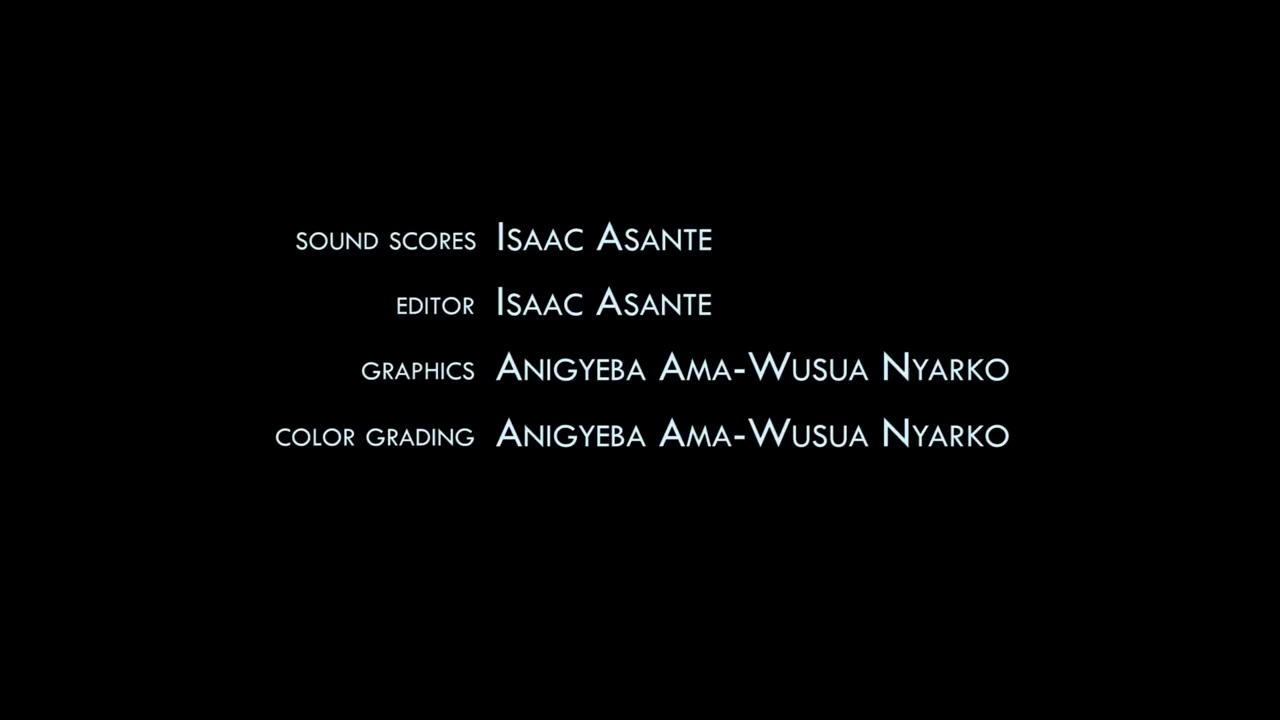 SOUND SCORES ISAAC ASANTE
EDITOR ISAAC ASANTE
GRAPHICS ANIGYEBA AMA-WUSUA NYARKO
COLOR GRADING ANIGYEBA AMA-WUSUA NYARKO